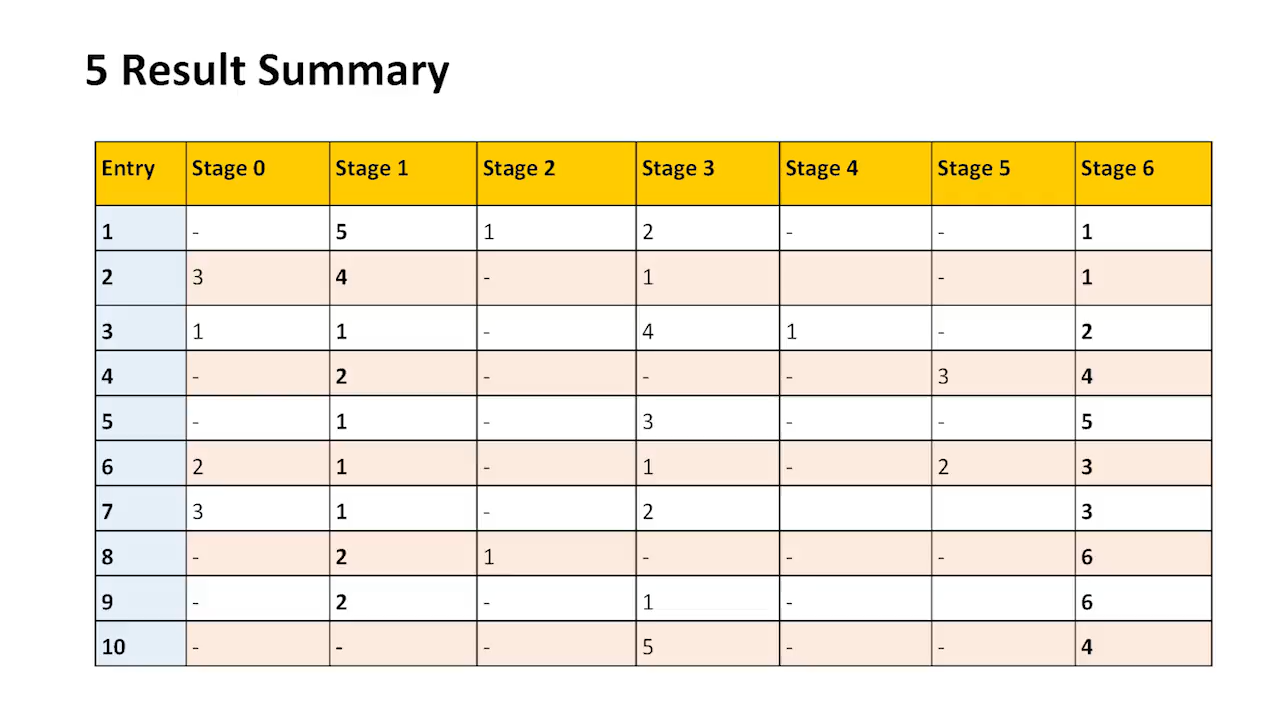 5 Result Summary
Entry Stage 0 Stage 1 Stage 2 Stage 3 Stage 4 Stage 5 Stage 6
1 - 5 1 2 - - 1
2 3 4 - 1 - 1
3 1 1 - 4 1 - 2
4 - 2 - - - 3 4
5 - 1 - 3 - - 5
6 2 1 - 1 - 2 3
7 3 1 - 2 3
8 - 2 1 - - - 6
9 - 2 - 1 - 6
10 - - - 5 - - 4